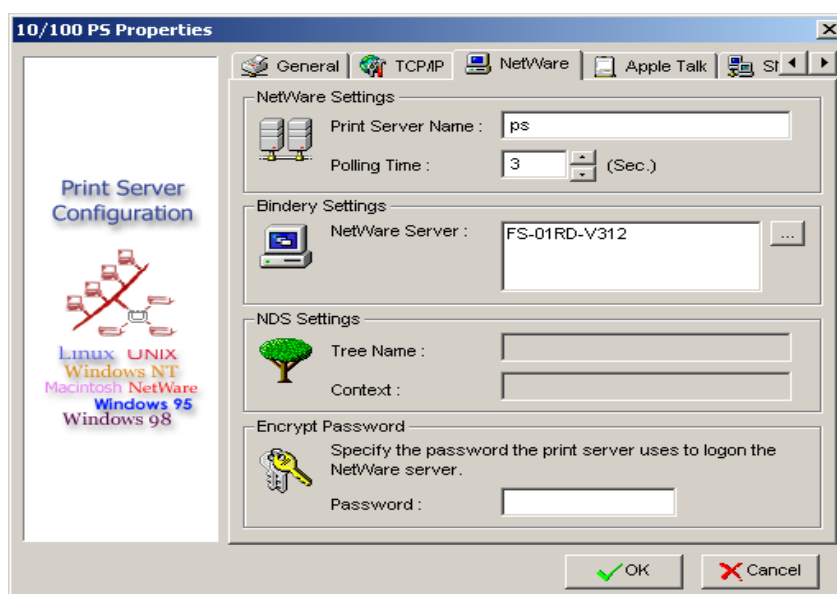 10/100 PS Properties
General
TCP/IP
NetWare
Apple Talk
Print Server
Configuration
Linux UNIX
Windows NT
Macintosh NetWare
Windows 95
Windows 98
NetWare Settings
Print Server Name :
ps
Polling Time :
3
(Sec.)
Bindery Settings
NetWare Server :
FS-01RD-V312
...
NDS Settings
Tree Name :
Context :
Encrypt Password
Specify the password the print server uses to logon the
NetWare server.
Password :
OK
Cancel